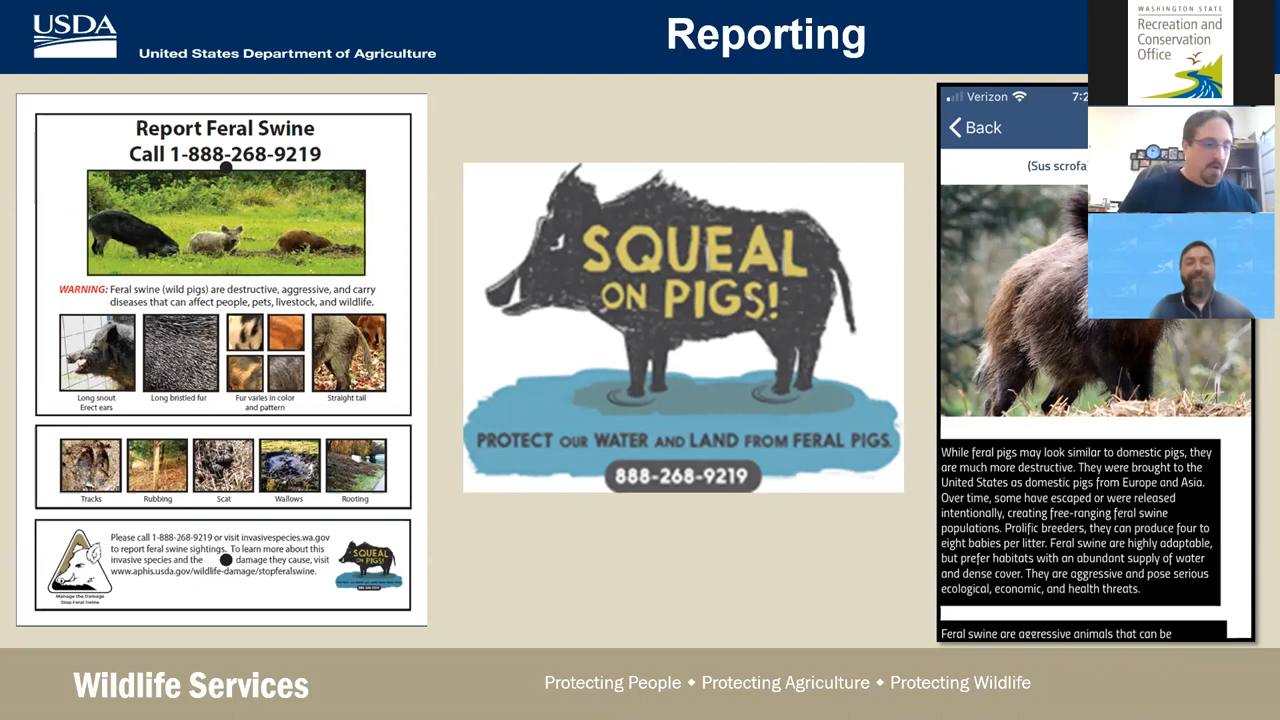 USDA
United States Department of Agriculture
Reporting
WASHINGTON STATE
Recreation and
Conservation
Office
Report Feral Swine
Call 1-888-268-9219
WARNING: Feral swine (wild pigs) are destructive, aggressive, and carry
diseases that can affect people, pets, livestock, and wildlife.
Long snout
Erect ears
Long bristled fur
Fur varies in color
and pattern
Straight tail
Tracks
Rubbing
Scat
Wallows
Rooting
Manage the Damage
Stop Feral Swine
Please call 1-888-268-9219 or visit invasivespecies.wa.gov
to report feral swine sightings. To learn more about this
invasive species and the damage they cause, visit
www.aphis.usda.gov/wildlife-damage/stopferalswine.
SQUEAL
ON PIGS!
SQUEAL
ON PIGS!
PROTECT OUR WATER AND LAND FROM FERAL PIGS.
888-268-9219
Verizon
7:2
Back
(Sus scrofa
While feral pigs may look similar to domestic pigs, they
are much more destructive. They were brought to the
United States as domestic pigs from Europe and Asia.
Over time, some have escaped or were released
intentionally, creating free-ranging feral swine
populations. Prolific breeders, they can produce four to
eight babies per litter. Feral swine are highly adaptable,
but prefer habitats with an abundant supply of water
and dense cover. They are aggressive and pose serious
ecological, economic, and health threats.
Feral swine are aggressive animals that can be
Wildlife Services
Protecting People ◆ Protecting Agriculture ◆ Protecting Wildlife